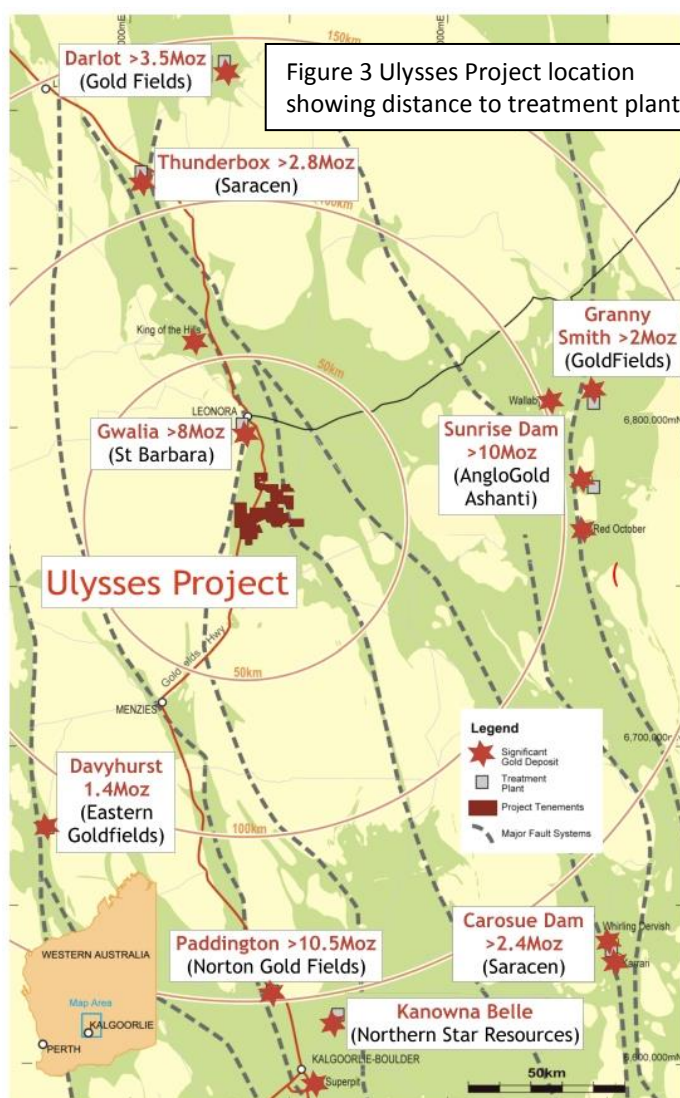 150km
Darlot >3.5Moz
(Gold Fields)
Figure 3 Ulysses Project location
showing distance to treatment plant
Thunderbox >2.8Moz
(Saracen)
100km
King of the Hills
50km
Granny
Smith >2Moz
(GoldFields)
LEONORA
Wallab
6,800,000mN
Gwalia >8Moz
(St Barbara)
Sunrise Dam
>10Moz
(AngloGold
Ashanti)
Red October
Ulysses Project
Goldfields Hwy
50km
MENZIES
Legend
Significant
Gold Deposit
Treatment
Plant
Project Tenements
Major Fault Systems
6,700,000mN
Davyhurst
1.4Moz
(Eastern
Goldfields)
100km
WESTERN AUSTRALIA
Map Area
KALGOORLIE
PERTH
Paddington >10.5Moz
(Norton Gold Fields)
Carosue Dam
>2.4Moz
(Saracen)
Whirling Dervish
Karari
Kanowna Belle
(Northern Star Resources)
KALGOORLIE-BOULDER
Superpit
50km
6,600,000mN